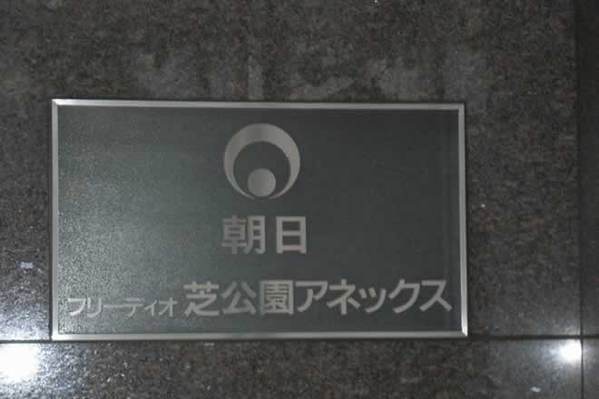 朝日
フリーディオ 芝公園アネックス